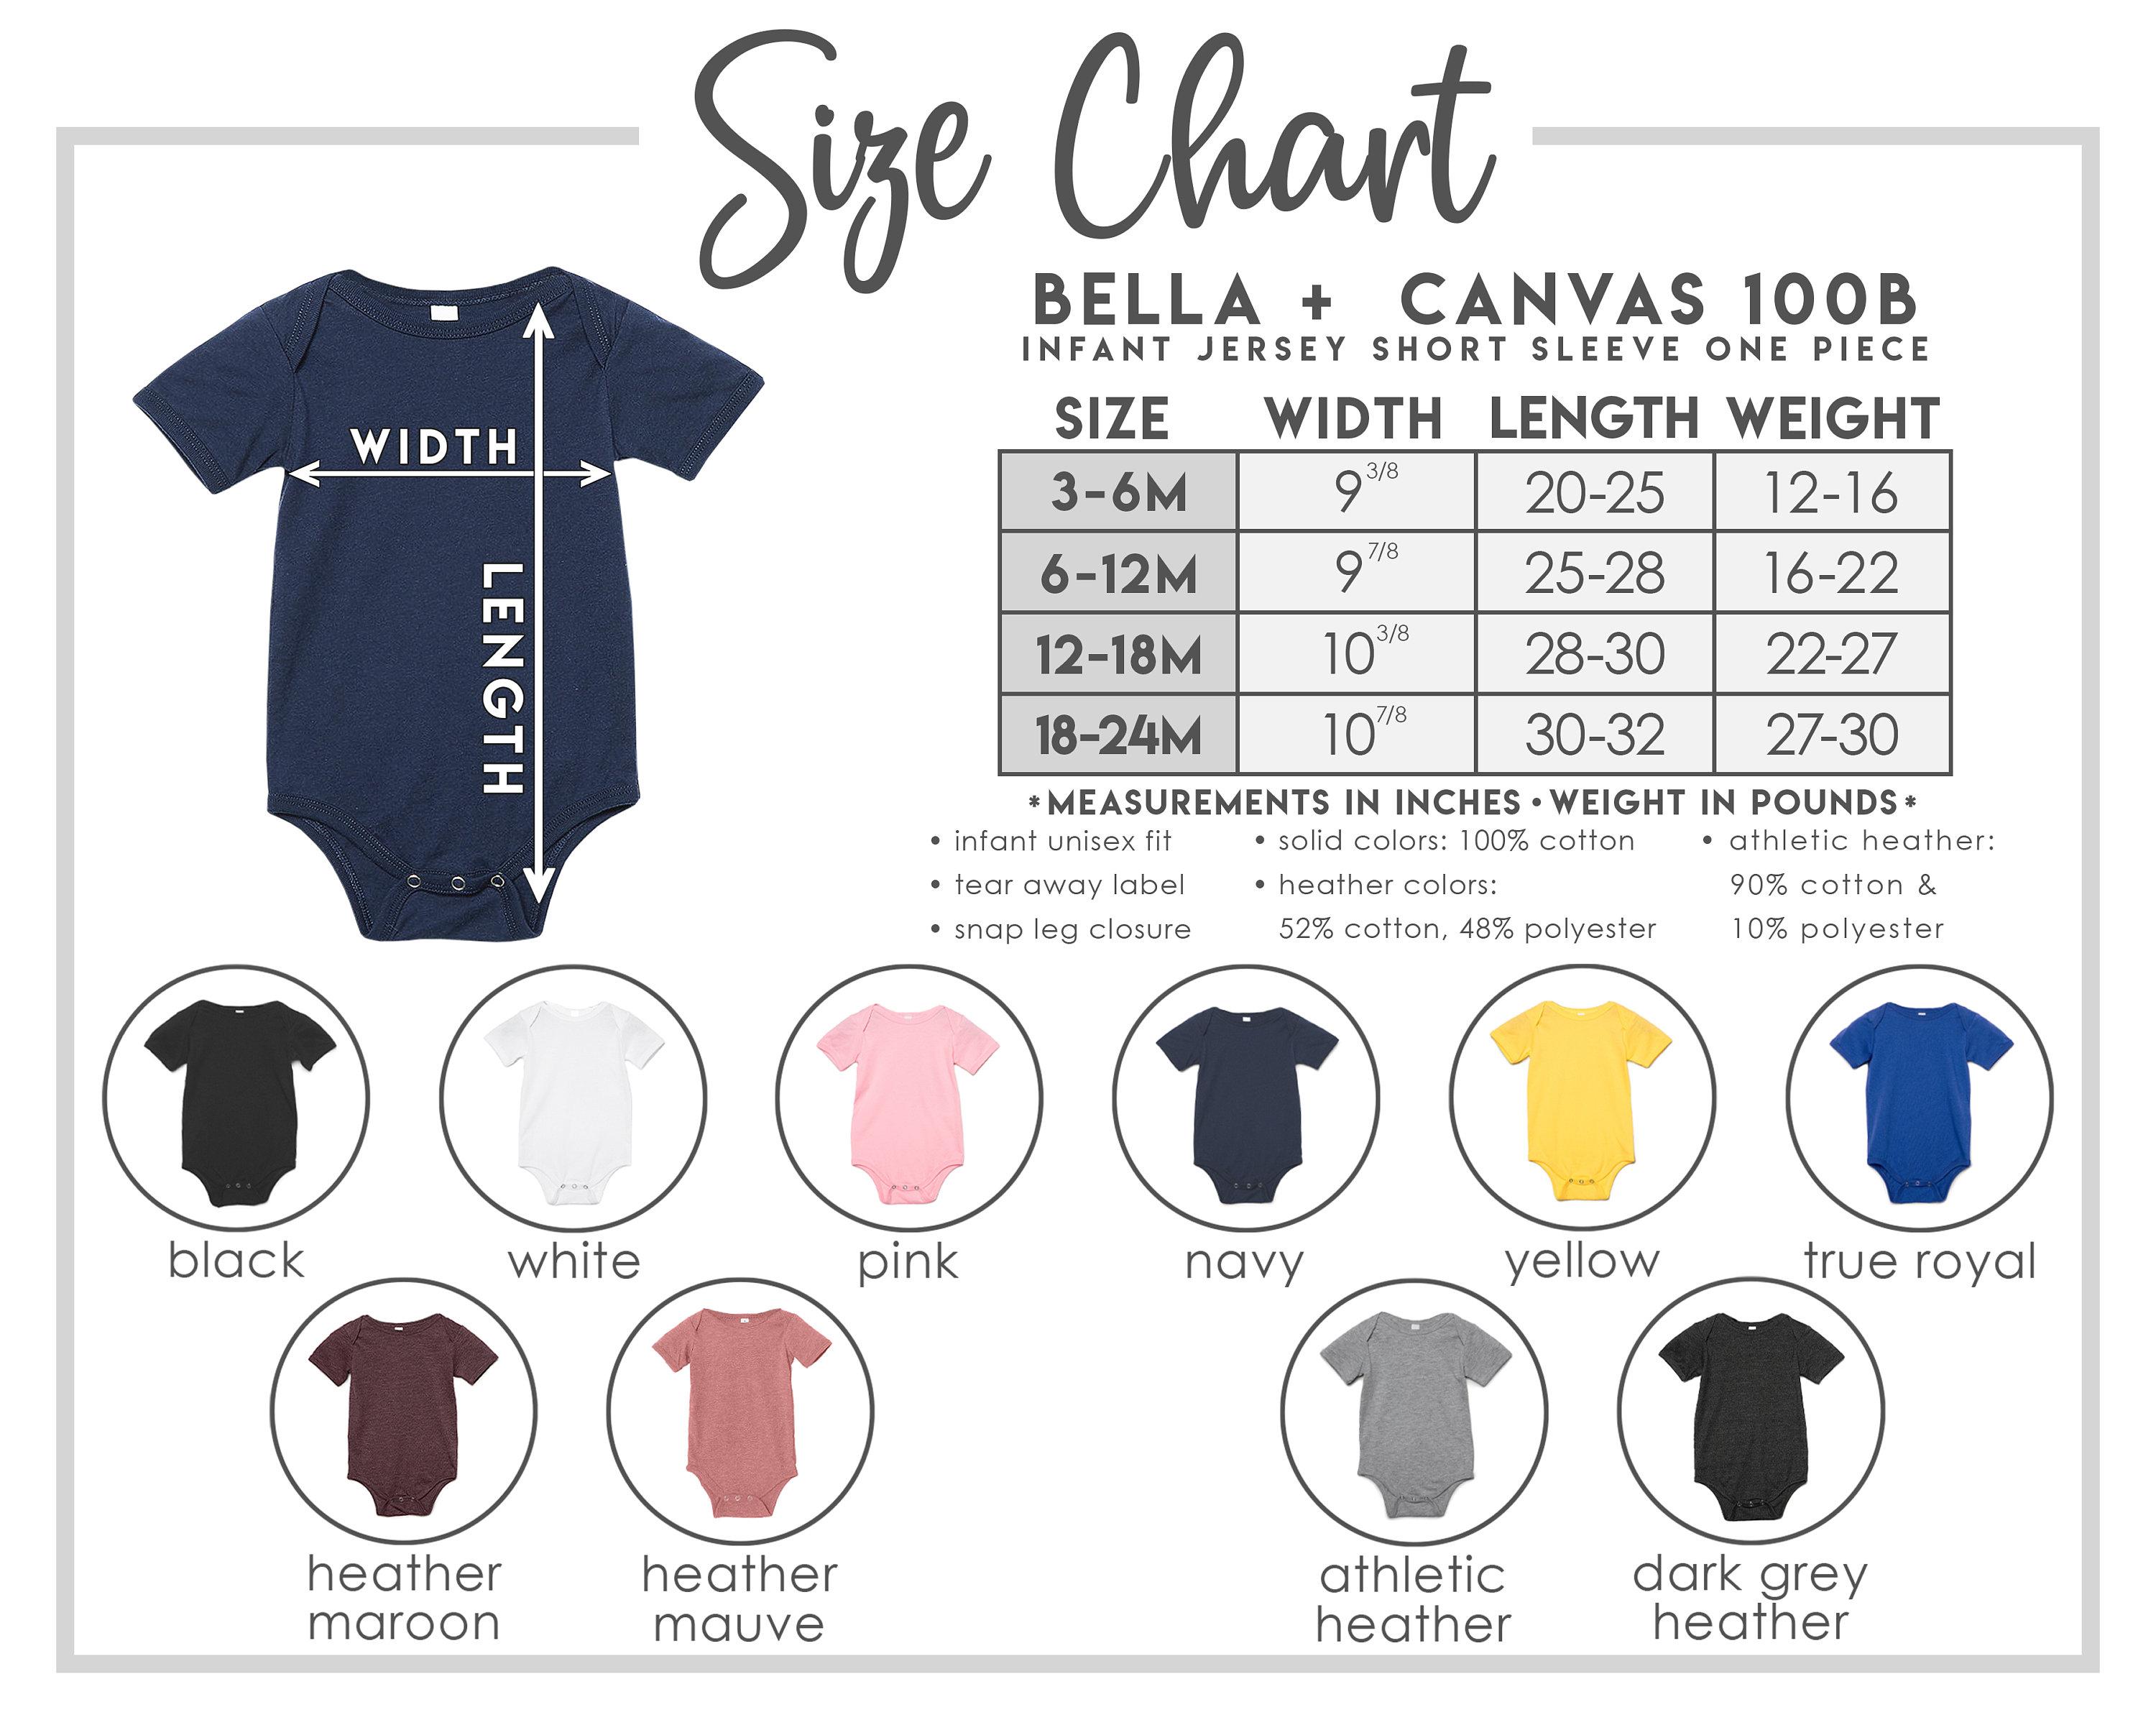 Size Chart
BELLA + CANVAS 100B
INFANT JERSEY SHORT SLEEVE ONE PIECE
WIDTH
LENGTH
SIZE WIDTH LENGTH WEIGHT
3-6M 9 3/8 20-25 12-16
6-12M 9 7/8 25-28 16-22
12-18M 10 3/8 28-30 22-27
18-24M 10 7/8 30-32 27-30
*MEASUREMENTS IN INCHES • WEIGHT IN POUNDS*
• infant unisex fit
• tear away label
• snap leg closure
• solid colors: 100% cotton
• heather colors:
52% cotton, 48% polyester
• athletic heather:
90% cotton &
10% polyester
black white pink navy yellow true royal
heather
maroon
heather
mauve
athletic
heather
dark grey
heather